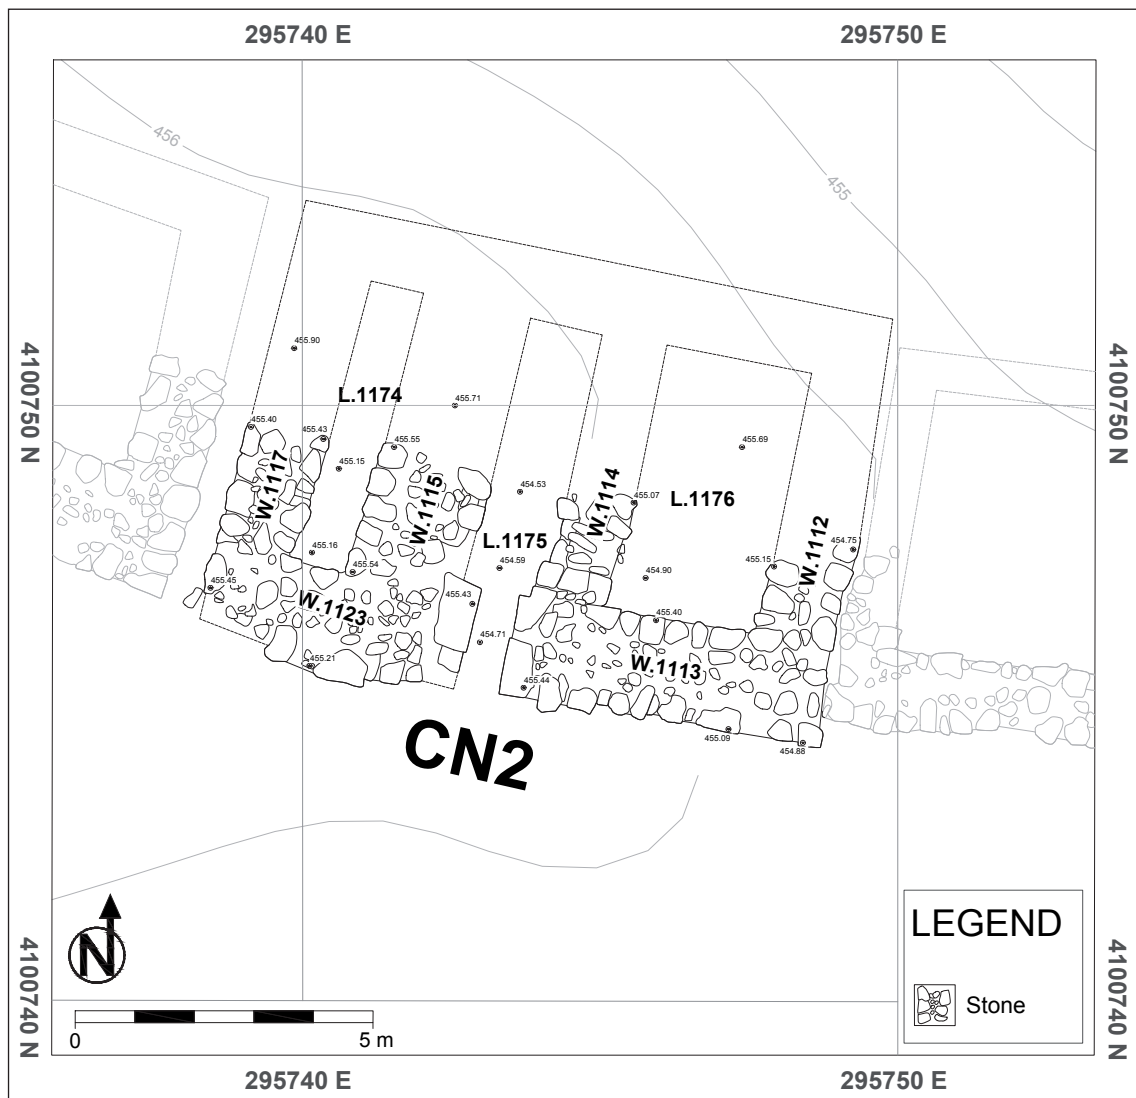 295740 E
295750 E
456
455
455.90
4100750 N
4100750 N
L.1174
455.71
455.40
455.43
455.55
455.69
455.15
W.1117
W.1115
454.53
W.1114
455.07
L.1176
L.1175
W.1112
454.75
455.16
455.54
454.59
454.90
455.15
455.45
W.1123
455.43
455.40
454.71
455.21
W.1113
455.44
455.09
454.88
CN2
LEGEND
Stone
N
4100740 N
4100740 N
0
5 m
295740 E
295750 E